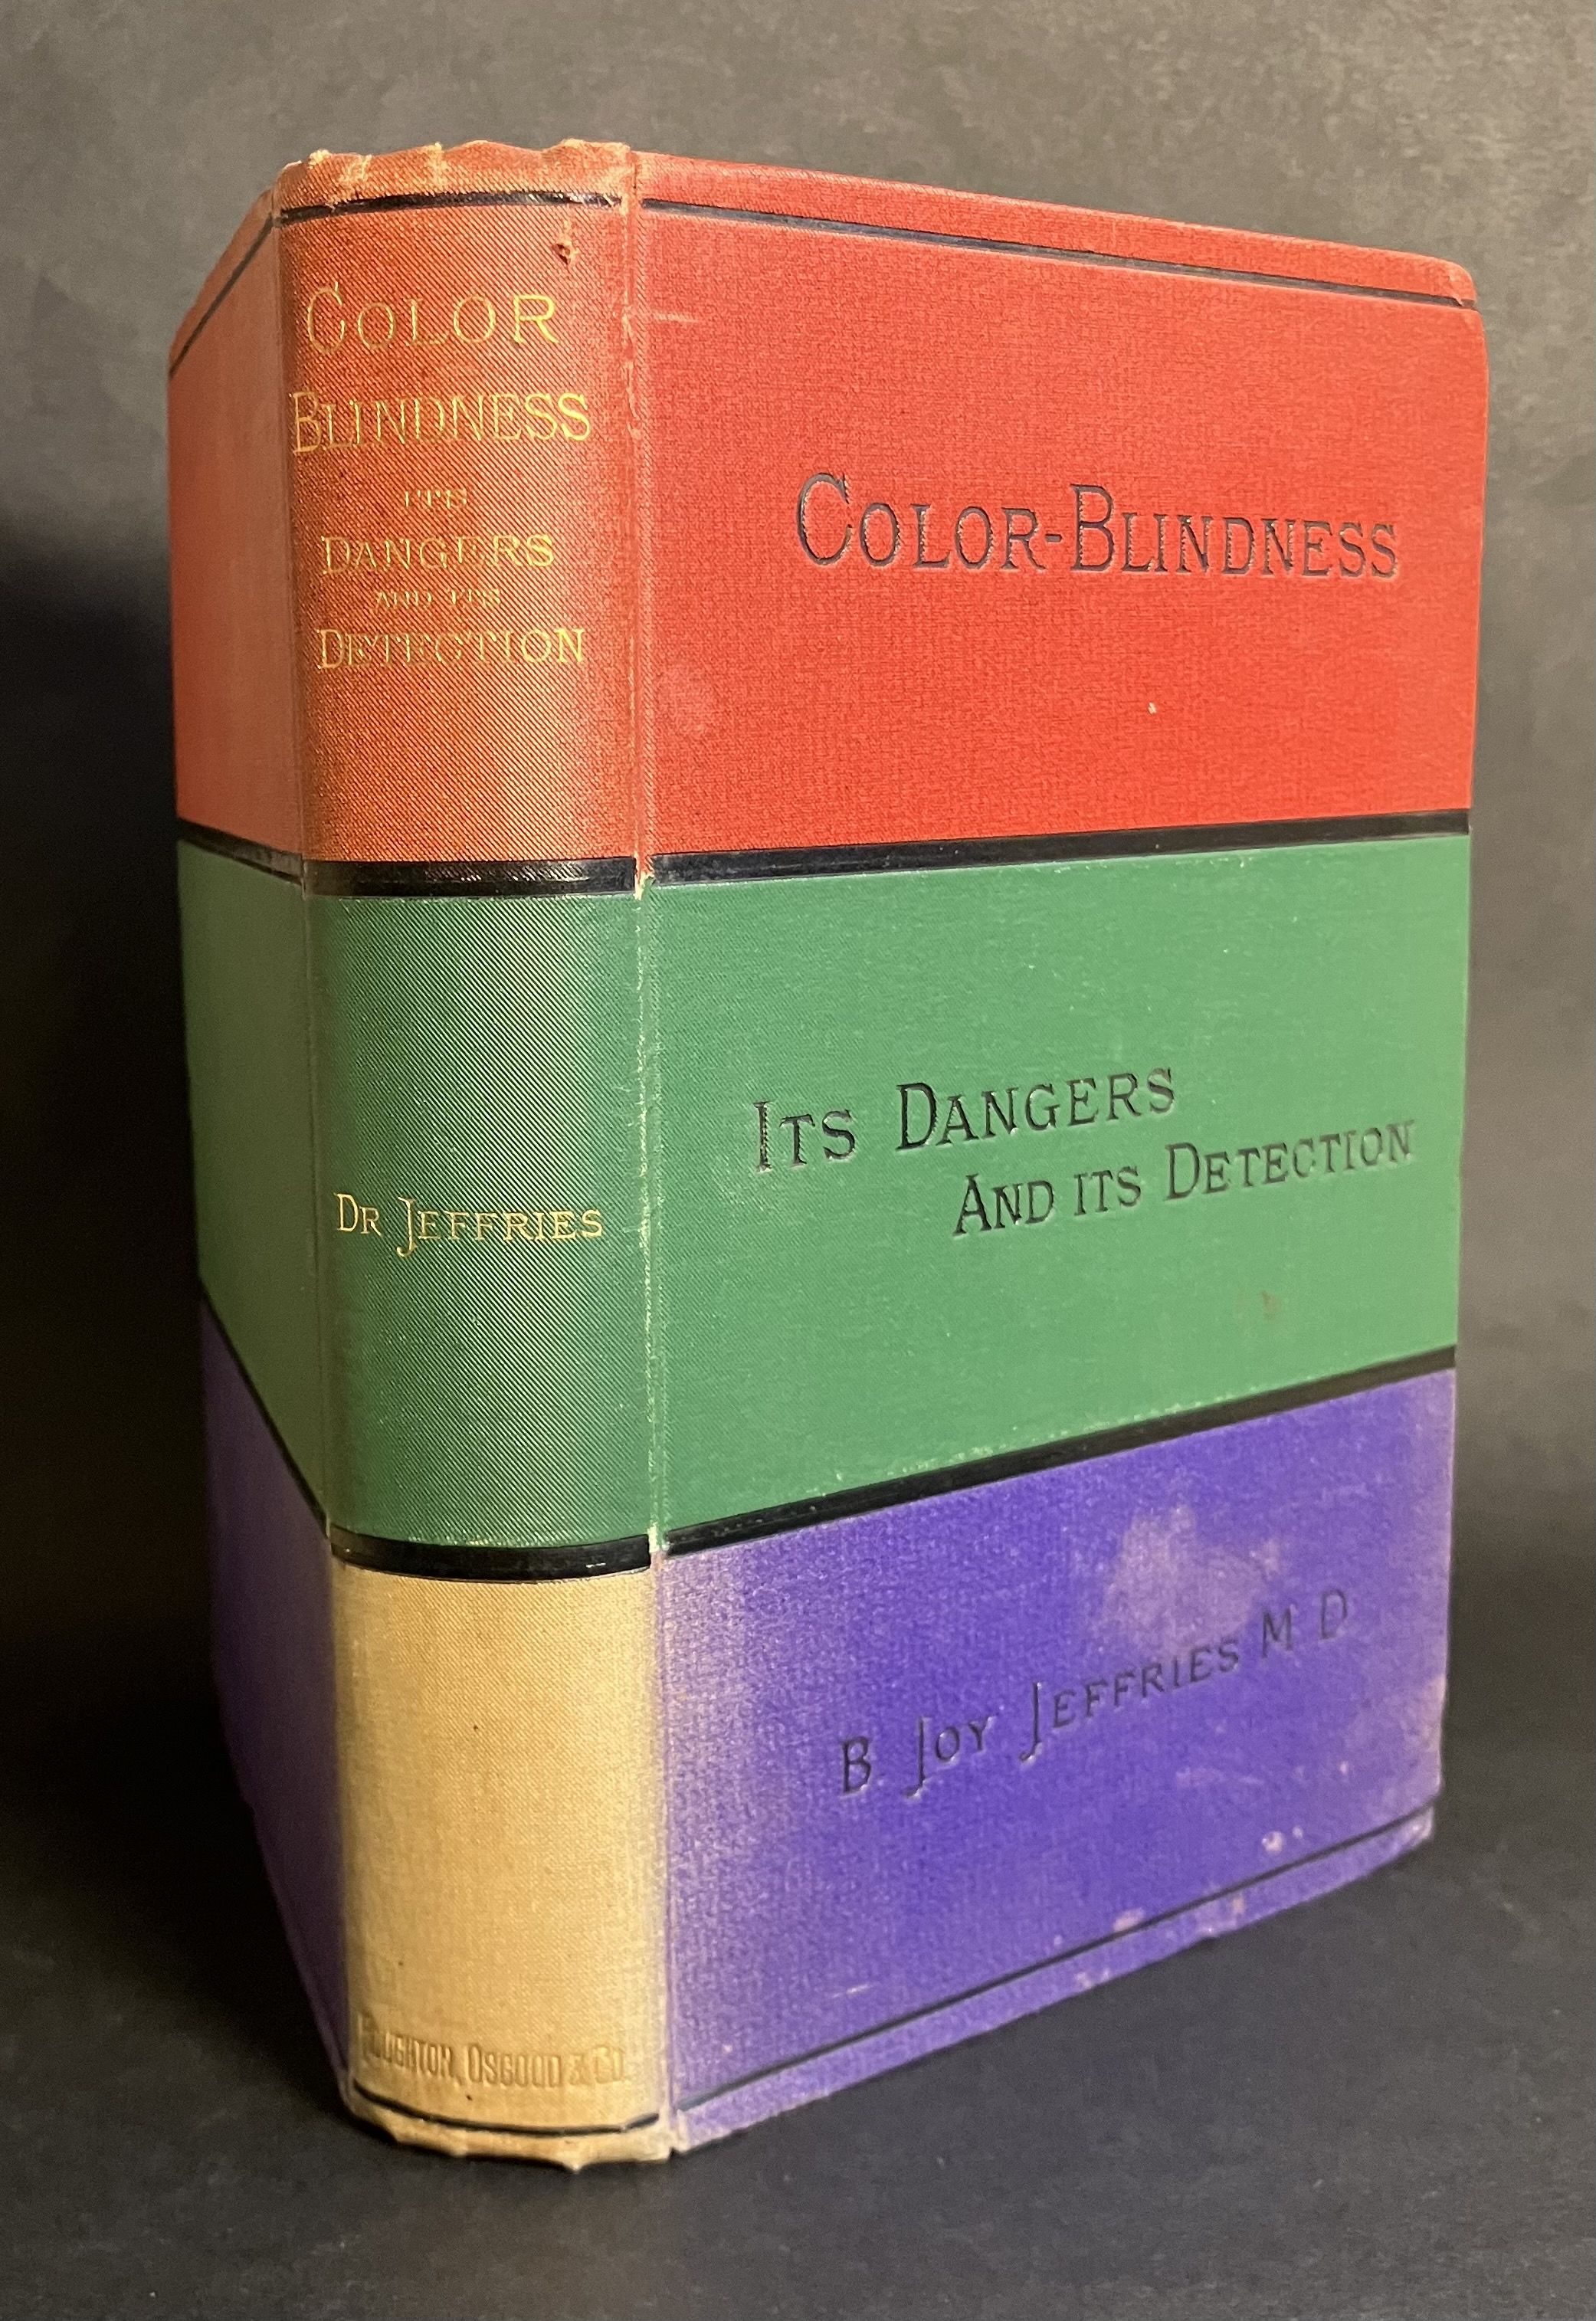 COLOR
BLINDNESS
ITS
DANGERS
AND ITS
DETECTION
DR JEFFRIES
HOUGHTON, OSGOOD & CO.
COLOR-BLINDNESS
ITS DANGERS
AND ITS DETECTION
B JOY JEFFRIES M D